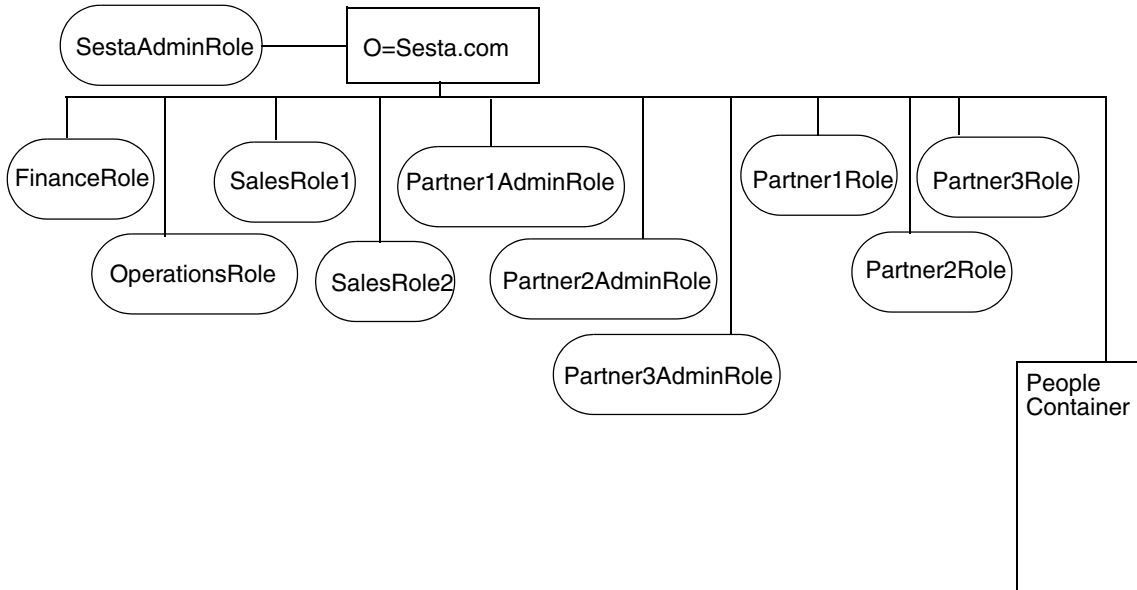 SestaAdminRole
O=Sesta.com
FinanceRole
SalesRole1
Partner1AdminRole
Partner1Role
Partner3Role
OperationsRole
SalesRole2
Partner2AdminRole
Partner2Role
Partner3AdminRole
People
Container